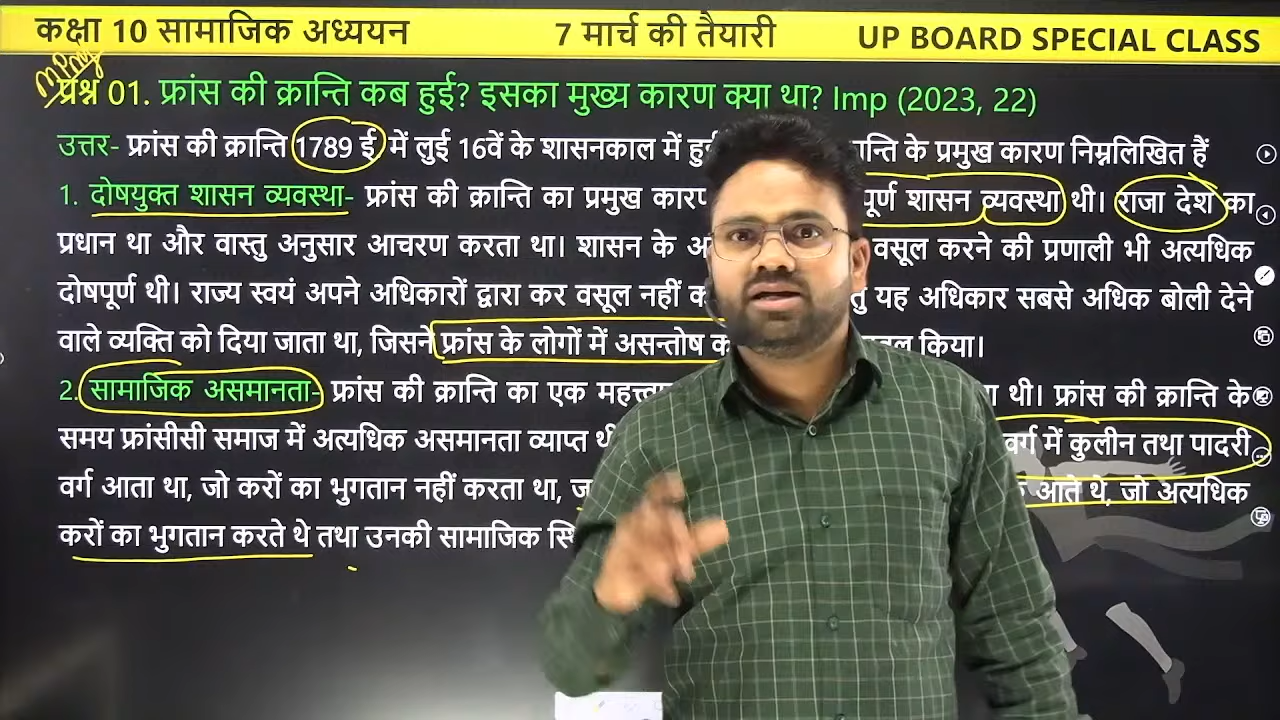 कक्षा 10 सामाजिक अध्ययन 7 मार्च की तैयारी UP BOARD SPECIAL CLASS
प्रश्न 01. फ्रांस की क्रान्ति कब हुई? इसका मुख्य कारण क्या था? Imp (2023, 22)
उत्तर- फ्रांस की क्रान्ति 1789 ई में लुई 16वें के शासनकाल में के प्रमुख कारण निम्नलिखित हैं
1. दोषयुक्त शासन व्यवस्था- फ्रांस की क्रान्ति का प्रमुख शासन व्यवस्था थी। राजा देश का
प्रधान था और वास्तु अनुसार आचरण करता था। शासन के वसूल करने की प्रणाली भी अत्यधिक
दोषपूर्ण थी। राज्य स्वयं अपने अधिकारों द्वारा कर वसूल नहीं यह अधिकार सबसे अधिक बोली देने
वाले व्यक्ति को दिया जाता था, जिसने फ्रांस के लोगों में असन्तोष किया।
2. सामाजिक असमानता- फ्रांस की क्रान्ति का एक थी। फ्रांस की क्रान्ति के
समय फ्रांसीसी समाज में अत्यधिक असमानता व्याप्त वर्ग में कुलीन तथा पादरी
वर्ग आता था, जो करों का भुगतान नहीं करता था, आते थे, जो अत्यधिक
करों का भुगतान करते थे तथा उनकी सामाजिक